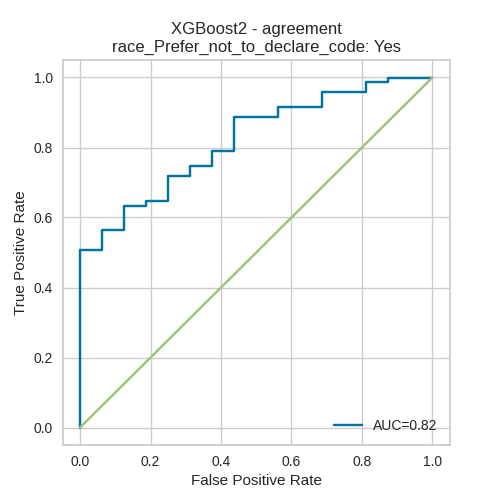 XGBoost2 - agreement
race_Prefer_not_to_declare_code: Yes
True Positive Rate
1.0
0.8
0.6
0.4
0.2
0.0
AUC=0.82
0.0 0.2 0.4 0.6 0.8 1.0
False Positive Rate